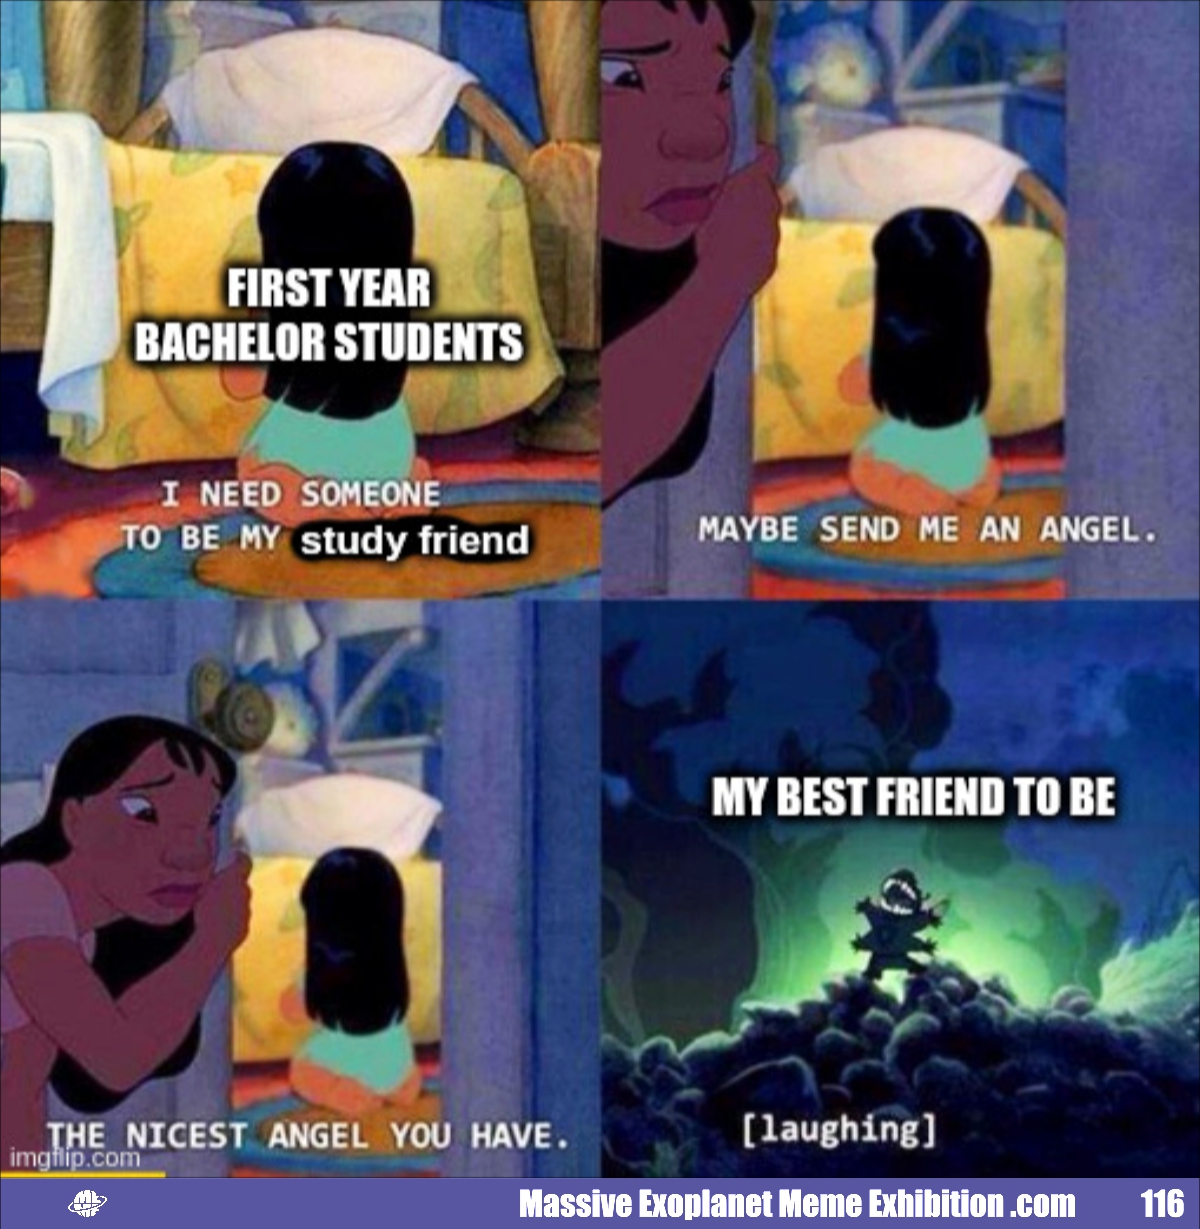 FIRST YEAR
BACHELOR STUDENTS
I NEED SOMEONE
TO BE MY study friend
MAYBE SEND ME AN ANGEL.
THE NICEST ANGEL YOU HAVE.
MY BEST FRIEND TO BE
[laughing]
imgflip.com
Massive Exoplanet Meme Exhibition .com
116